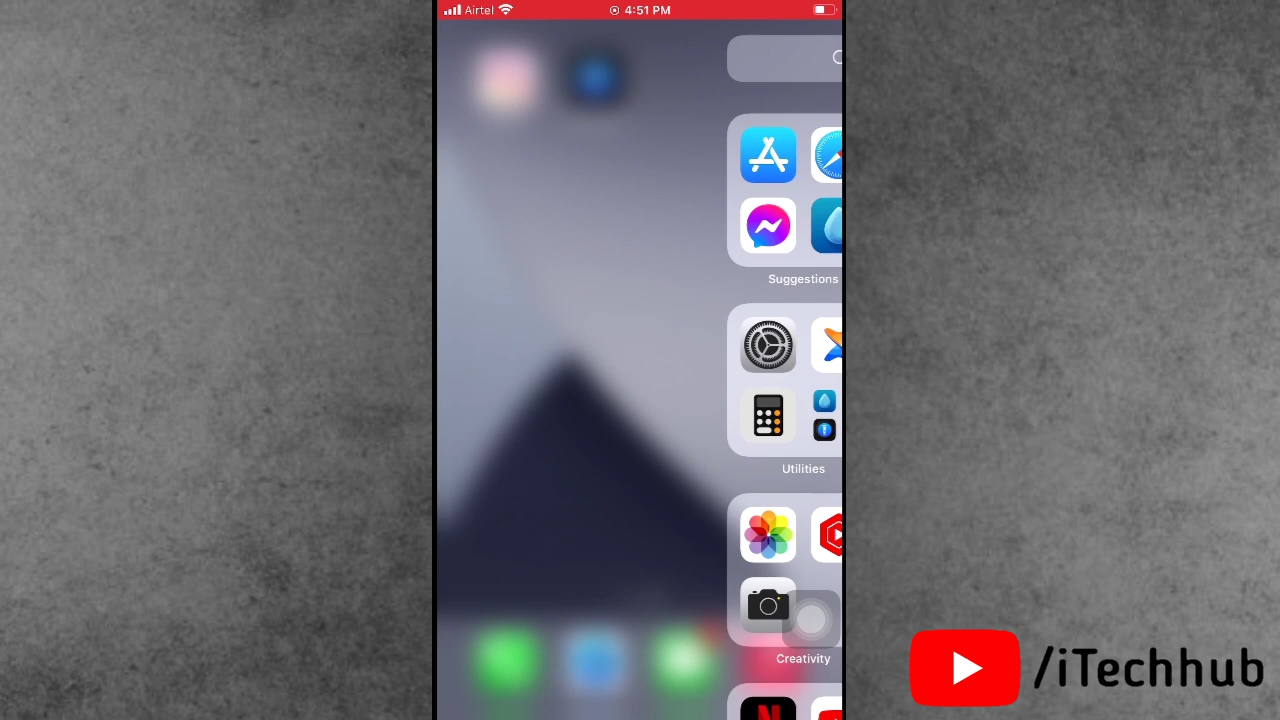 Airtel
4:51 PM
Suggestions
Utilities
Creativity
/iTechhub